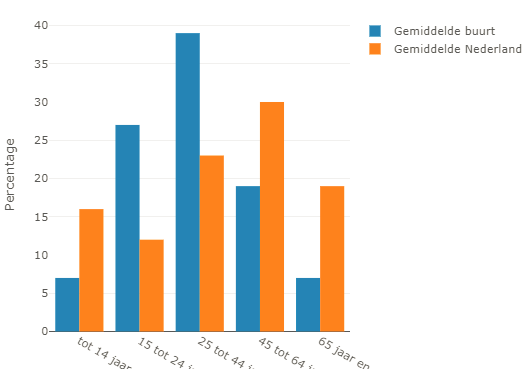 40
35
30
25
20
15
10
5
0
Percentage
tot 14 jaar
15 tot 24
25 tot 44
45 tot 64
65 jaar en
Gemiddelde buurt
Gemiddelde Nederland